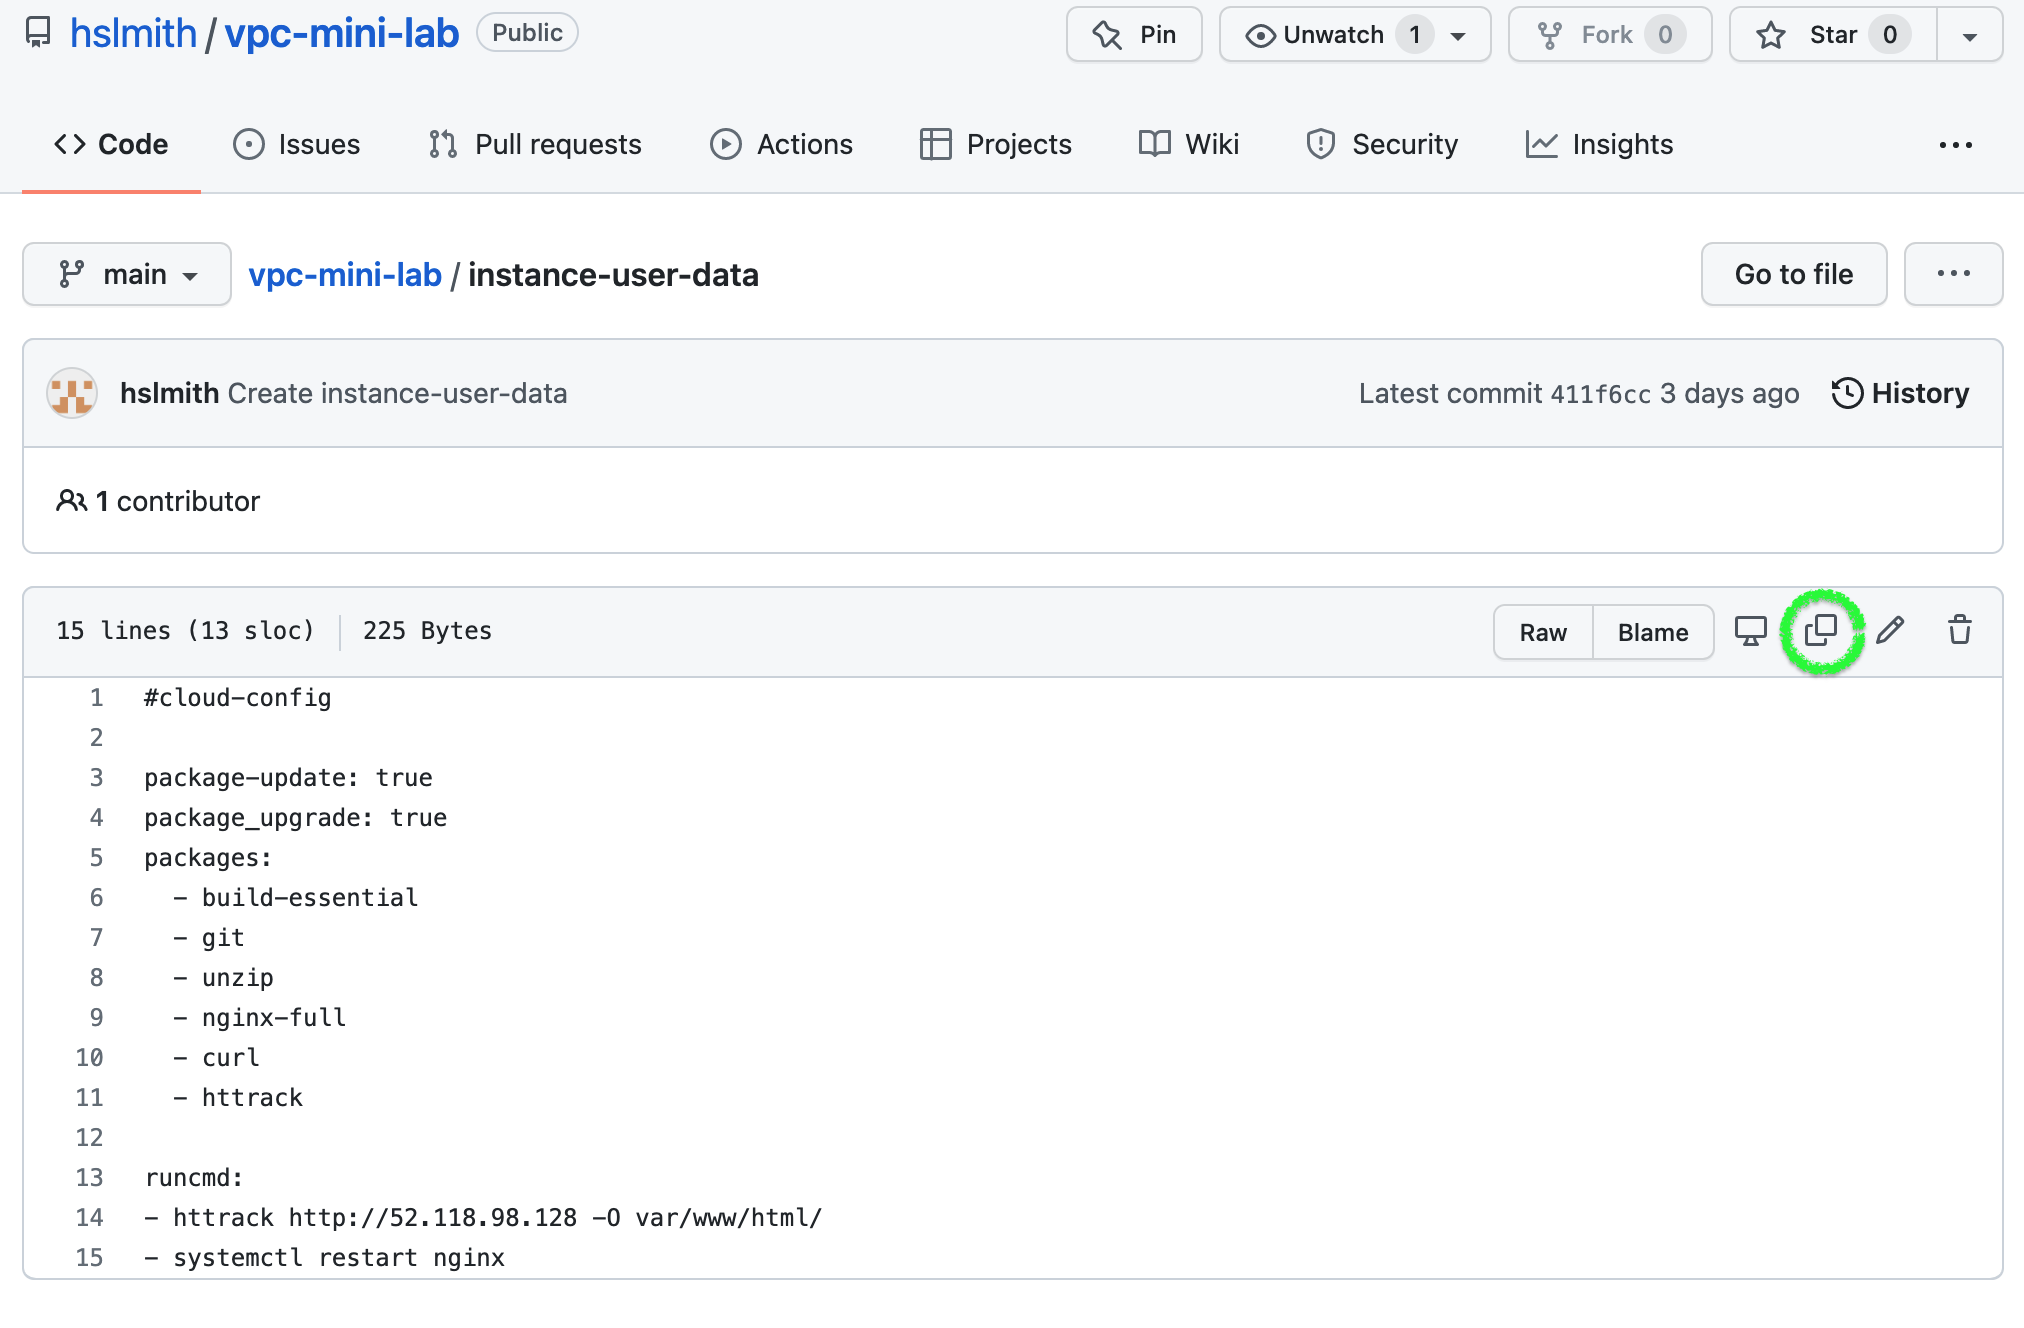 hslmith / vpc-mini-lab Public Pin Unwatch 1 Fork 0 Star 0
Code Issues Pull requests Actions Projects Wiki Security Insights ...
main vpc-mini-lab / instance-user-data Go to file ...
hslmith Create instance-user-data Latest commit 411f6cc 3 days ago History
1 contributor
15 lines (13 sloc) 225 Bytes Raw Blame
1 #cloud-config
2
3 package-update: true
4 package_upgrade: true
5 packages:
6   - build-essential
7   - git
8   - unzip
9   - nginx-full
10   - curl
11   - httrack
12
13 runcmd:
14 - httrack http://52.118.98.128 -O var/www/html/
15 - systemctl restart nginx